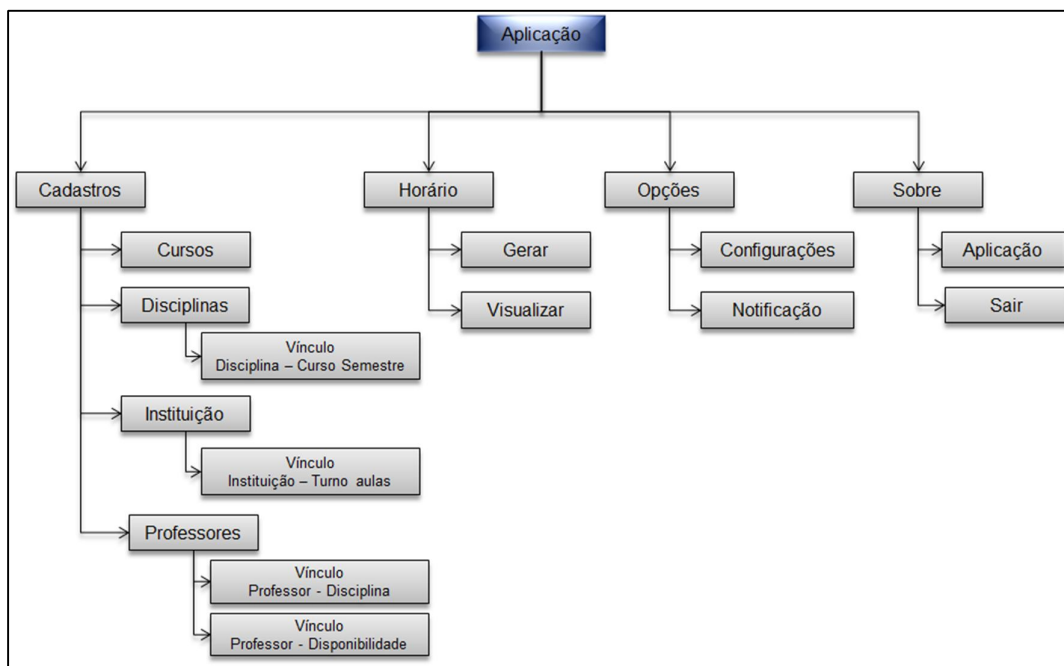 Aplicação
Cadastros
Horário
Opções
Sobre
Cursos
Gerar
Configurações
Aplicação
Disciplinas
Visualizar
Notificação
Sair
Vínculo
Disciplina – Curso Semestre
Instituição
Vínculo
Instituição – Turno aulas
Professores
Vínculo
Professor - Disciplina
Vínculo
Professor - Disponibilidade